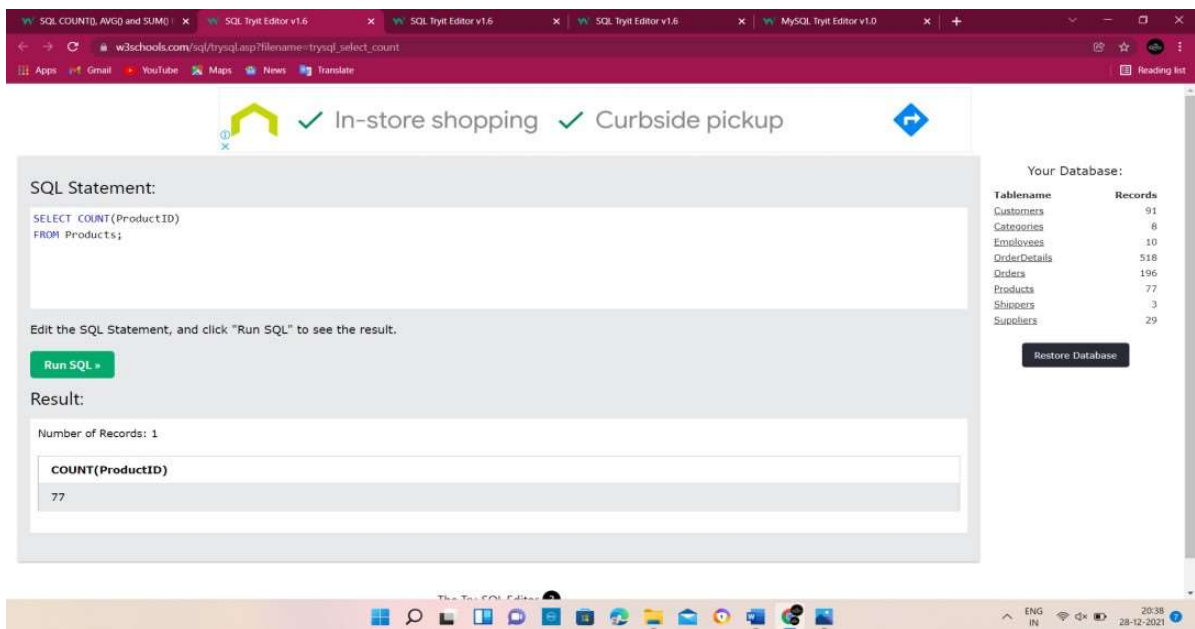 SQL COUNT(), AVG() and SUM()
SQL Tryit Editor v1.6
SQL Tryit Editor v1.6
SQL Tryit Editor v1.6
MySQL Tryit Editor v1.0
w3schools.com/sql/trysql.asp?filename=trysql_select_count
Apps Gmail YouTube Maps News Translate Reading list
In-store shopping Curbside pickup
SQL Statement:
SELECT COUNT(ProductID)
FROM Products;
Edit the SQL Statement, and click "Run SQL" to see the result.
Run SQL »
Result:
Number of Records: 1
COUNT(ProductID)
77
Your Database:
Tablename Records
Customers 91
Categories 8
Employees 10
OrderDetails 518
Orders 196
Products 77
Shippers 3
Suppliers 29
Restore Database
The Try SQL Editor
ENG
IN
20:38
28-12-2021